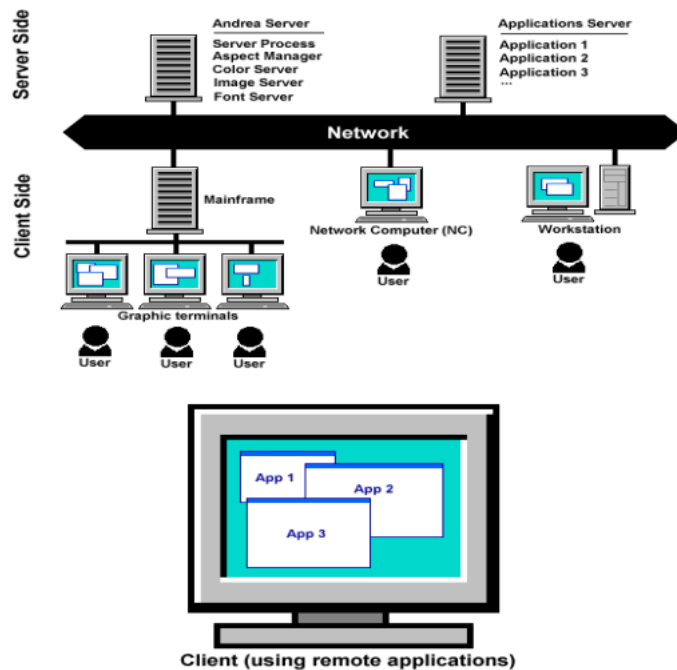 Server Side
Andrea Server
Server Process
Aspect Manager
Color Server
Image Server
Font Server
Applications Server
Application 1
Application 2
Application 3
...
Network
Client Side
Mainframe
Graphic terminals
User
User
User
Network Computer (NC)
User
Workstation
User
App 1
App 2
App 3
Client (using remote applications)